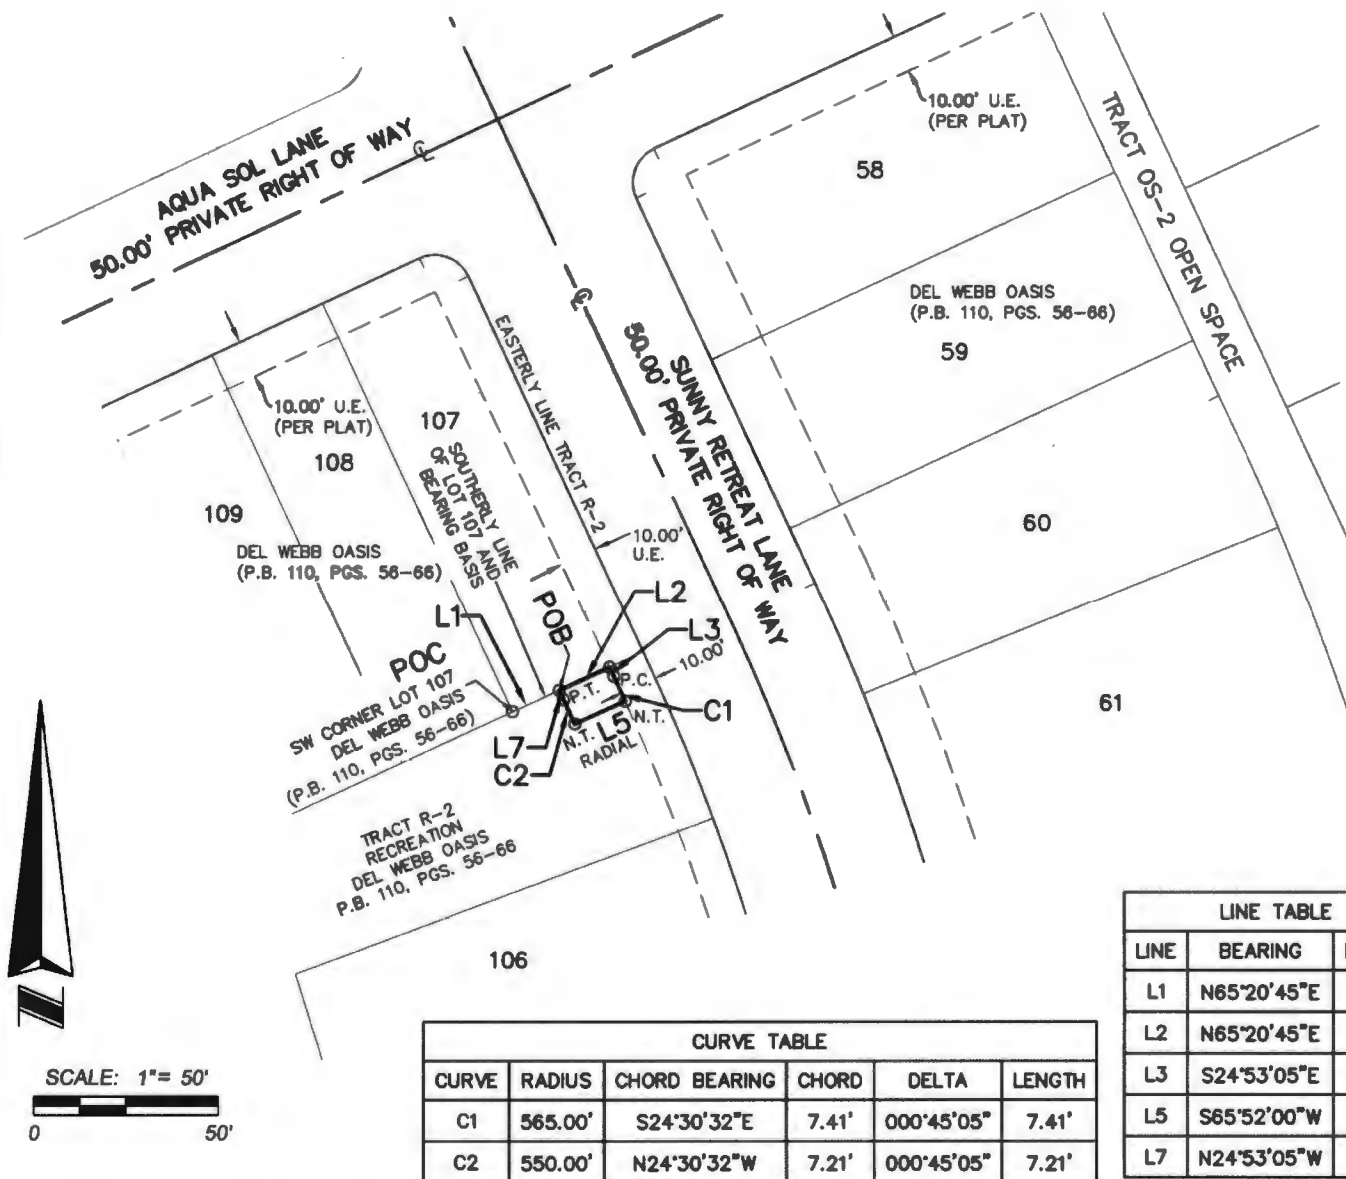 AQUA SOL LANE
50.00' PRIVATE RIGHT OF WAY
℄
10.00' U.E.
(PER PLAT)
58
TRACT OS-2 OPEN SPACE
℄
DEL WEBB OASIS
(P.B. 110, PGS. 56-66)
59
SUNNY RETREAT LANE
50.00' PRIVATE RIGHT OF WAY
EASTERLY LINE TRACT R-2
10.00' U.E.
(PER PLAT)
107
108
109
SOUTHERLY LINE
OF LOT 107 AND
BEARING BASIS
DEL WEBB OASIS
(P.B. 110, PGS. 56-66)
10.00'
U.E.
60
61
L1
POB
L2
L3
10.00'
POC
SW CORNER LOT 107
DEL WEBB OASIS
(P.B. 110, PGS. 56-66)
P.T.
P.C.
N.T.
C1
L7
C2
N.T.
L5
RADIAL
TRACT R-2
RECREATION
DEL WEBB OASIS
P.B. 110, PGS. 56-66
106
N
SCALE: 1"= 50'
0 50'
CURVE TABLE
CURVE RADIUS CHORD BEARING CHORD DELTA LENGTH
C1 565.00' S24°30'32"E 7.41' 000°45'05" 7.41'
C2 550.00' N24°30'32"W 7.21' 000°45'05" 7.21'
LINE TABLE
LINE BEARING
L1 N65°20'45"E
L2 N65°20'45"E
L3 S24°53'05"E
L5 S65°52'00"W
L7 N24°53'05"W